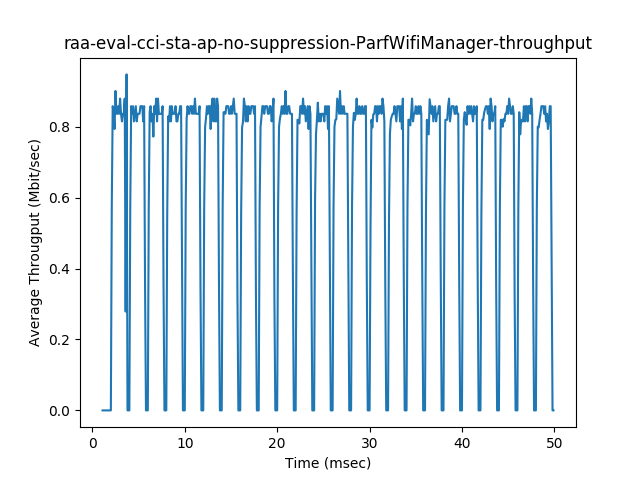 raa-eval-cci-sta-ap-no-suppression-ParfWifiManager-throughput
Average Througput (Mbit/sec)
0.8
0.6
0.4
0.2
0.0
0 10 20 30 40 50
Time (msec)